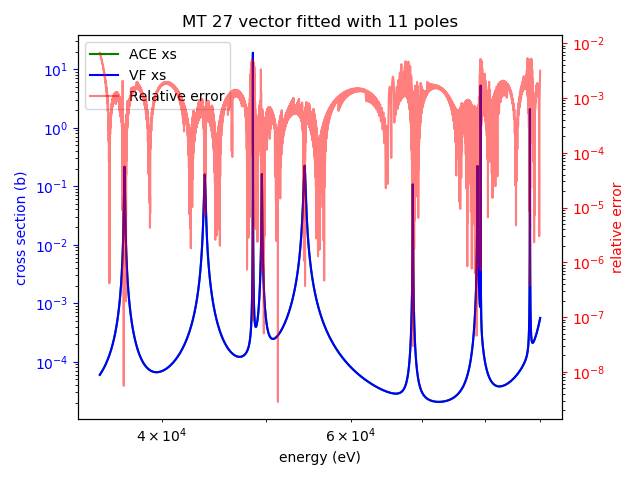 MT 27 vector fitted with 11 poles
ACE xs
VF xs
Relative error
cross section (b)
10¹
10⁰
10⁻¹
10⁻²
10⁻³
10⁻⁴
10⁻²
10⁻³
10⁻⁴
10⁻⁵
10⁻⁶
10⁻⁷
10⁻⁸
relative error
4 × 10⁴
6 × 10⁴
energy (eV)